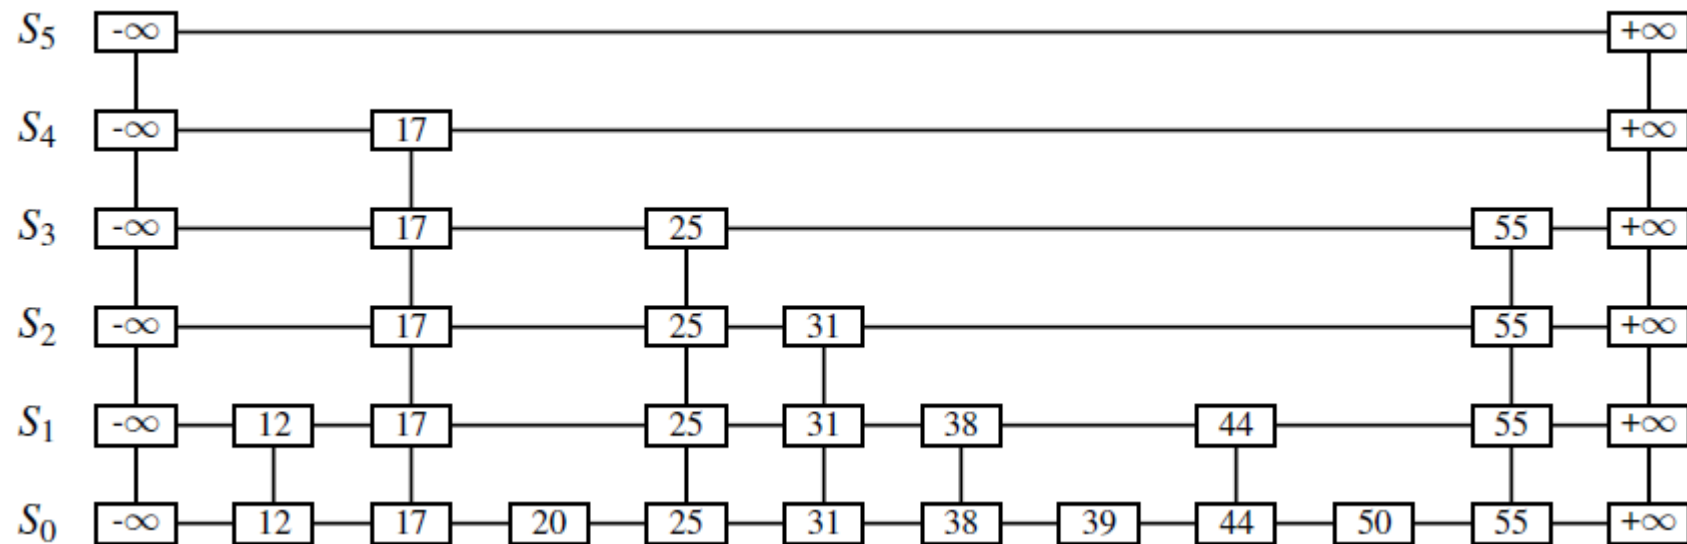 S5 -∞ +∞
S4 -∞ 17 +∞
S3 -∞ 17 25 55 +∞
S2 -∞ 17 25 31 55 +∞
S1 -∞ 12 17 25 31 38 44 55 +∞
S0 -∞ 12 17 20 25 31 38 39 44 50 55 +∞